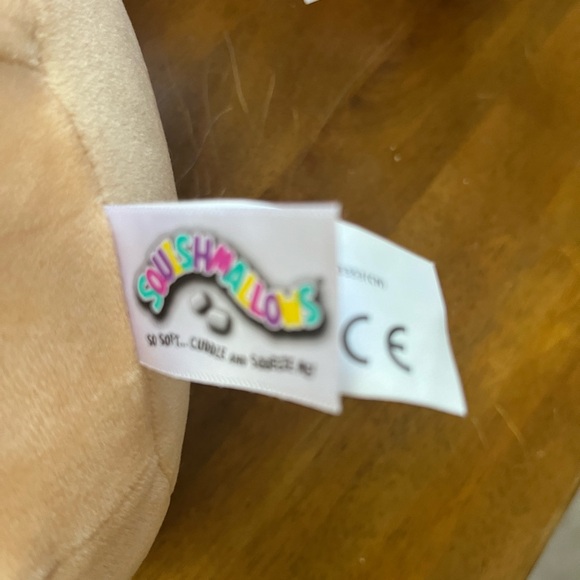 SQUISHMALLOWS
SO SOFT... CUDDLE AND SQUEEZE ME!
CE